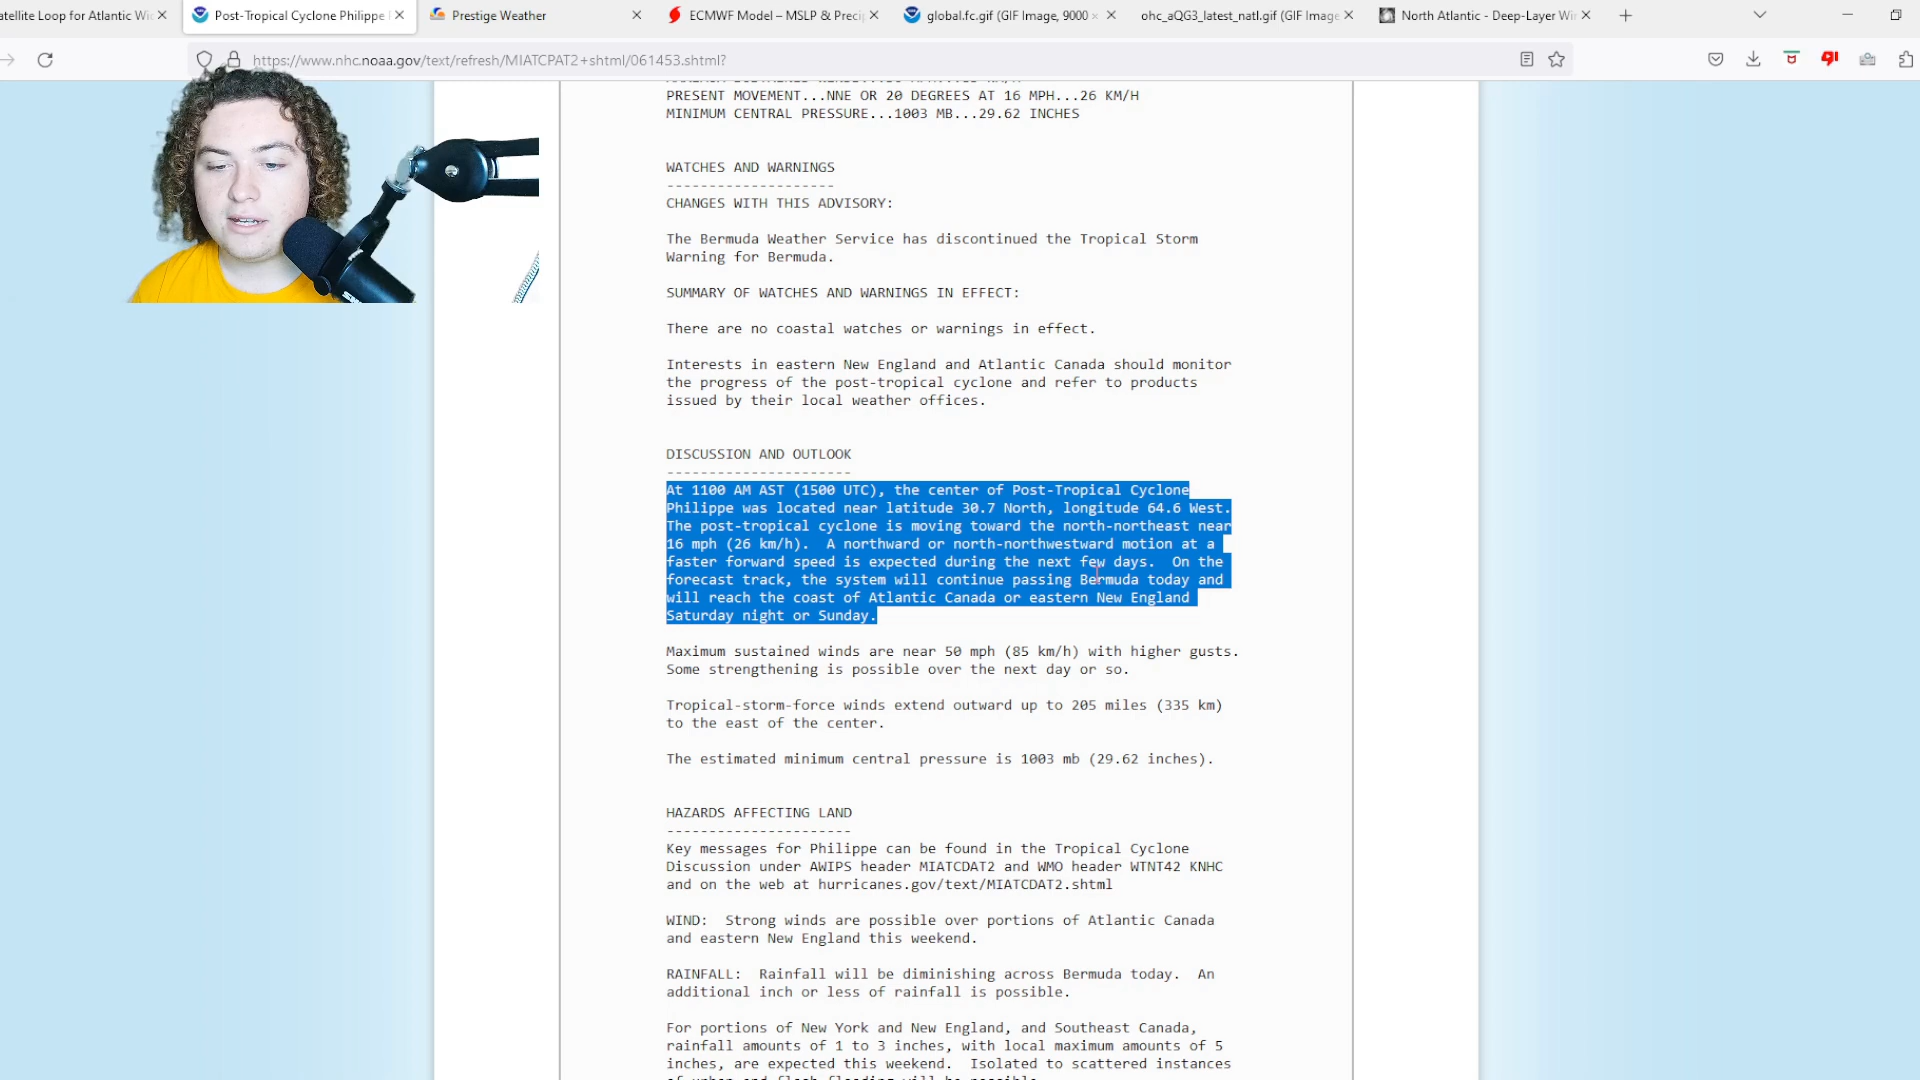 atellite Loop for Atlantic Wi
Post-Tropical Cyclone Philippe
Prestige Weather
ECMWF Model – MSLP & Preci
global.fc.gif (GIF Image, 9000 ×
ohc_aQG3_latest_natl.gif (GIF Image
North Atlantic - Deep-Layer Wi
https://www.nhc.noaa.gov/text/refresh/MIATCPAT2+shtml/061453.shtml?
PRESENT MOVEMENT...NNE OR 20 DEGREES AT 16 MPH...26 KM/H
MINIMUM CENTRAL PRESSURE...1003 MB...29.62 INCHES
WATCHES AND WARNINGS
--------------------
CHANGES WITH THIS ADVISORY:
The Bermuda Weather Service has discontinued the Tropical Storm
Warning for Bermuda.
SUMMARY OF WATCHES AND WARNINGS IN EFFECT:
There are no coastal watches or warnings in effect.
Interests in eastern New England and Atlantic Canada should monitor
the progress of the post-tropical cyclone and refer to products
issued by their local weather offices.
DISCUSSION AND OUTLOOK
----------------------
At 1100 AM AST (1500 UTC), the center of Post-Tropical Cyclone
Philippe was located near latitude 30.7 North, longitude 64.6 West.
The post-tropical cyclone is moving toward the north-northeast near
16 mph (26 km/h).  A northward or north-northwestward motion at a
faster forward speed is expected during the next few days.  On the
forecast track, the system will continue passing Bermuda today and
will reach the coast of Atlantic Canada or eastern New England
Saturday night or Sunday.
Maximum sustained winds are near 50 mph (85 km/h) with higher gusts.
Some strengthening is possible over the next day or so.
Tropical-storm-force winds extend outward up to 205 miles (335 km)
to the east of the center.
The estimated minimum central pressure is 1003 mb (29.62 inches).
HAZARDS AFFECTING LAND
----------------------
Key messages for Philippe can be found in the Tropical Cyclone
Discussion under AWIPS header MIATCDAT2 and WMO header WTNT42 KNHC
and on the web at hurricanes.gov/text/MIATCDAT2.shtml
WIND:  Strong winds are possible over portions of Atlantic Canada
and eastern New England this weekend.
RAINFALL:  Rainfall will be diminishing across Bermuda today.  An
additional inch or less of rainfall is possible.
For portions of New York and New England, and Southeast Canada,
rainfall amounts of 1 to 3 inches, with local maximum amounts of 5
inches, are expected this weekend.  Isolated to scattered instances